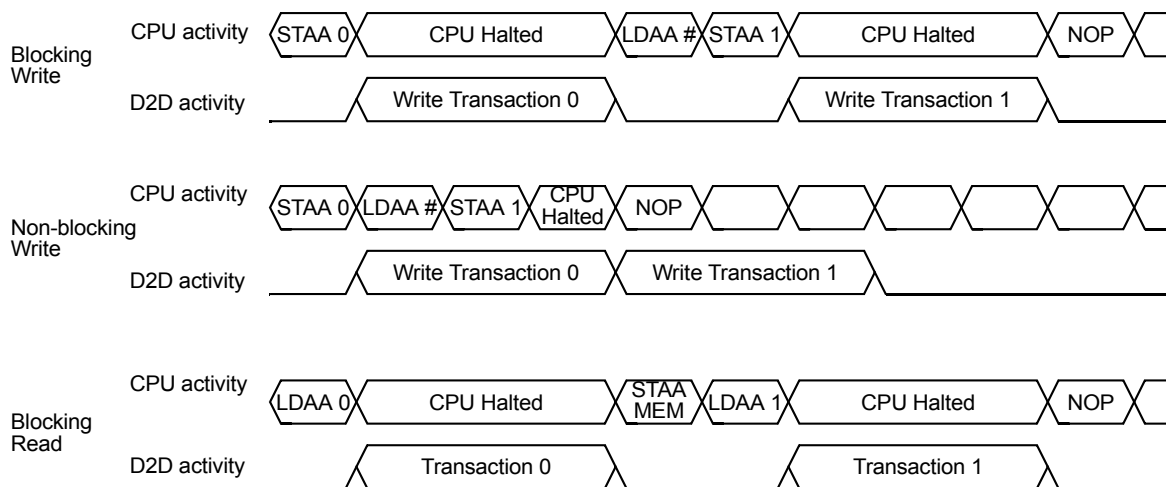 CPU activity STAA 0 CPU Halted LDAA # STAA 1 CPU Halted NOP
Blocking
Write
D2D activity Write Transaction 0 Write Transaction 1
CPU activity STAA 0 LDAA # STAA 1 CPU
Halted NOP
Non-blocking
Write
D2D activity Write Transaction 0 Write Transaction 1
CPU activity LDAA 0 CPU Halted STAA
MEM LDAA 1 CPU Halted NOP
Blocking
Read
D2D activity Transaction 0 Transaction 1